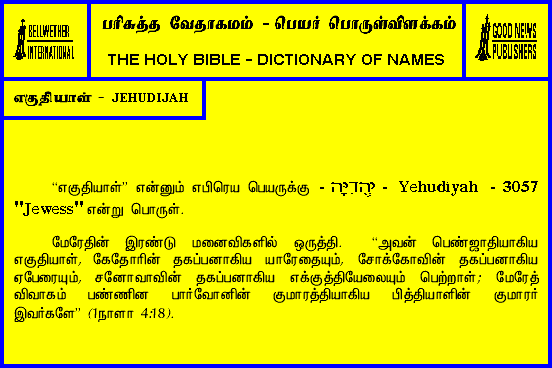 BELLWETHER
INTERNATIONAL
பரிசுத்த வேதாகமம் - பெயர் பொருள்விளக்கம்
THE HOLY BIBLE - DICTIONARY OF NAMES
GOOD NEWS
PUBLISHERS
எகுதியாள் - JEHUDIJAH
“எகுதியாள்” என்னும் எபிரெய பெயருக்கு - יְהֻדִיָּה - Yehudiyah - 3057
"Jewess" என்று பொருள்.
மேரேதின் இரண்டு மனைவிகளில் ஒருத்தி. “அவன் பெண்ஜாதியாகிய
எகுதியாள், கேதோரின் தகப்பனாகிய யாரேதையும், சோக்கோவின் தகப்பனாகிய
ஏபேரையும், சனோவாவின் தகப்பனாகிய எக்குத்தியேலையும் பெற்றாள்; மேரேத்
விவாகம் பண்ணின பார்வோனின் குமாரத்தியாகிய பித்தியாளின் குமாரர்
இவர்களே” (1நாளா 4:18).